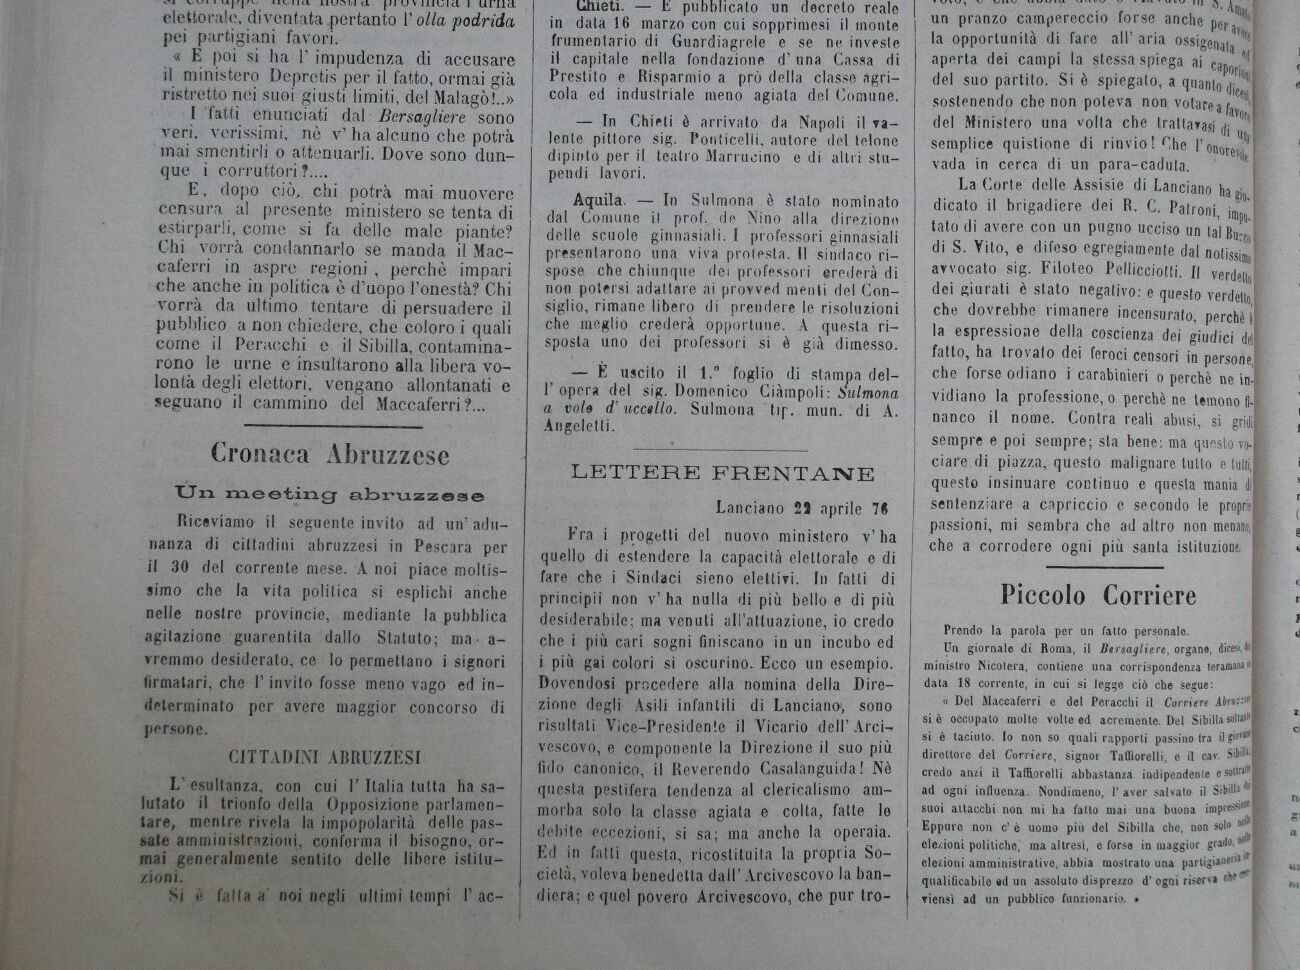 si corruppe nella nostra provincia l'urna
elettorale, diventata pertanto l'olla podrida
pei partigiani favori.
« E poi si ha l'impudenza di accusare
il ministero Depretis per il fatto, ormai già
ristretto nei suoi giusti limiti, del Malagò!..»
I fatti enunciati dal Bersagliere sono
veri, verissimi, nè v'ha alcuno che potrà
mai smentirli o attenuarli. Dove sono dun-
que i corruttori?....
E, dopo ciò, chi potrà mai muovere
censura al presente ministero se tenta di
estirparli, come si fa delle male piante?
Chi vorrà condannarlo se manda il Mac-
caferri in aspre regioni, perchè impari
che anche in politica è d'uopo l'onestà? Chi
vorrà da ultimo tentare di persuadere il
pubblico a non chiedere, che coloro i quali
come il Peracchi e il Sibilla, contamina-
rono le urne e insultarono alla libera vo-
lontà degli elettori, vengano allontanati e
seguano il cammino del Maccaferri?...
Cronaca Abruzzese
Un meeting abruzzese
Riceviamo il seguente invito ad un'adu-
nanza di cittadini abruzzesi in Pescara per
il 30 del corrente mese. A noi piace moltis-
simo che la vita politica si esplichi anche
nelle nostre provincie, mediante la pubblica
agitazione guarentita dallo Statuto; ma a-
vremmo desiderato, ce lo permettano i signori
firmatari, che l'invito fosse meno vago ed in-
determinato per avere maggior concorso di
persone.
CITTADINI ABRUZZESI
L'esultanza, con cui l'Italia tutta ha sa-
lutato il trionfo della Opposizione parlamen-
tare, mentre rivela la impopolarità delle pas-
sate amministrazioni, conferma il bisogno, or-
mai generalmente sentito delle libere istitu-
zioni.
Si è fatta a noi negli ultimi tempi l'ac-
Chieti. — È pubblicato un decreto reale
in data 16 marzo con cui sopprimesi il monte
frumentario di Guardiagrele e se ne investe
il capitale nella fondazione d'una Cassa di
Prestito e Risparmio a prò della classe agri-
cola ed industriale meno agiata del Comune.
— In Chieti è arrivato da Napoli il va-
lente pittore sig. Ponticelli, autore del telone
dipinto per il teatro Marrucino e di altri stu-
pendi lavori.
Aquila. — In Sulmona è stato nominato
dal Comune il prof. de Nino alla direzione
delle scuole ginnasiali. I professori ginnasiali
presentarono una viva protesta. Il sindaco ri-
spose che chiunque dei professori crederà di
non potersi adattare ai provved menti del Con-
siglio, rimane libero di prendere le risoluzioni
che meglio crederà opportune. A questa ri-
sposta uno dei professori si è già dimesso.
— È uscito il 1.° foglio di stampa del-
l'opera del sig. Domenico Ciàmpoli: Sulmona
a volo d'uccello. Sulmona tip. mun. di A.
Angeletti.
LETTERE FRENTANE
Lanciano 22 aprile 76
Fra i progetti del nuovo ministero v'ha
quello di estendere la capacità elettorale e di
fare che i Sindaci sieno elettivi. In fatti di
principii non v'ha nulla di più bello e di più
desiderabile; ma venuti all'attuazione, io credo
che i più cari sogni finiscano in un incubo ed
i più gai colori si oscurino. Ecco un esempio.
Dovendosi procedere alla nomina della Dire-
zione degli Asili infantili di Lanciano, sono
risultati Vice-Presidente il Vicario dell'Arci-
vescovo, e componente la Direzione il suo più
fido canonico, il Reverendo Casalanguida! Nè
questa pestifera tendenza al clericalismo am-
morba solo la classe agiata e colta, fatte le
debite eccezioni, si sa; ma anche la operaia.
Ed in fatti questa, ricostituita la propria So-
cietà, voleva benedetta dall'Arcivescovo la ban-
diera; e quel povero Arcivescovo, che pur tro-
un pranzo campereccio forse anche per avere
la opportunità di fare all'aria ossigenata ed
aperta dei campi la stessa spiega ai caporioni
del suo partito. Si è spiegato, a quanto dicesi,
sostenendo che non poteva non votare a favore
del Ministero una volta che trattavasi di una
semplice quistione di rinvio! Che l'onorevole
vada in cerca di un para-caduta.
La Corte delle Assisie di Lanciano ha giu-
dicato il brigadiere dei R. C. Patroni, impu-
tato di avere con un pugno ucciso un tal Bucco
di S. Vito, e difeso egregiamente dal notissimo
avvocato sig. Filoteo Pellicciotti. Il verdetto
dei giurati è stato negativo: e questo verdetto,
che dovrebbe rimanere incensurato, perchè è
la espressione della coscienza dei giudici del
fatto, ha trovato dei feroci censori in persone,
che forse odiano i carabinieri o perchè ne in-
vidiano la professione, o perchè ne temono fi-
nanco il nome. Contra reali abusi, si gridi
sempre e poi sempre; sta bene: ma questo vo-
ciare di piazza, questo malignare tutto e tutti,
questo insinuare continuo e questa mania di
sentenziare a capriccio e secondo le proprie
passioni, mi sembra che ad altro non menano,
che a corrodere ogni più santa istituzione.
Piccolo Corriere
Prendo la parola per un fatto personale.
Un giornale di Roma, il Bersagliere, organo, dicesi, del
ministro Nicotera, contiene una corrispondenza teramana in
data 18 corrente, in cui si legge ciò che segue:
« Del Maccaferri e del Peracchi il Corriere Abruzzese
si è occupato molte volte ed acremente. Del Sibilla soltanto
si è taciuto. Io non so quali rapporti passino tra il giovane
direttore del Corriere, signor Taffiorelli, e il cav. Sibilla:
credo anzi il Taffiorelli abbastanza indipendente e sottratto
ad ogni influenza. Nondimeno, l'aver salvato il Sibilla dai
suoi attacchi non mi ha fatto mai una buona impressione.
Eppure non c'è uomo più del Sibilla che, non solo nelle
elezioni politiche, ma altresì, e forse in maggior grado, nelle
elezioni amministrative, abbia mostrato una partigianeria in-
qualificabile ed un assoluto disprezzo d'ogni riserva che con-
viensi ad un pubblico funzionario. »